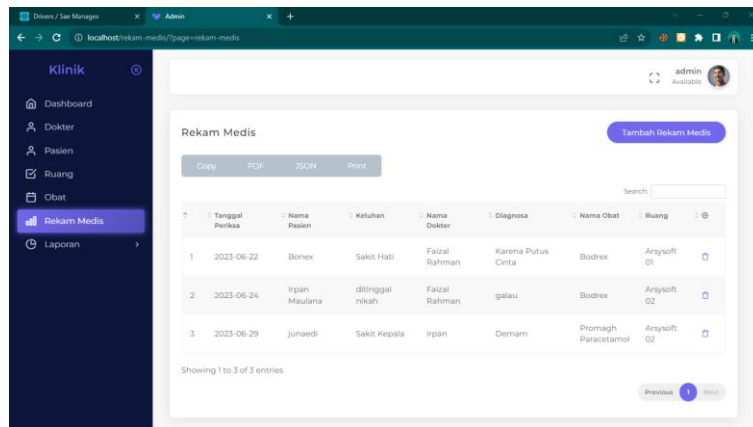 Drivers / Sae Manages
Admin
localhost/rekam-medis/?page=rekam-medis
Klinik
admin
Available
Dashboard
Dokter
Pasien
Ruang
Obat
Rekam Medis
Laporan
Rekam Medis
Tambah Rekam Medis
Copy PDF JSON Print
Search:
Tanggal Periksa Nama Pasien Keluhan Nama Dokter Diagnosa Nama Obat Ruang
1 2023-06-22 Bonex Sakit Hati Faizal Rahman Karena Putus Cinta Bodrex Arsysoft 01
2 2023-06-24 Irpan Maulana ditinggal nikah Faizal Rahman galau Bodrex Arsysoft 02
3 2023-06-29 junaedi Sakit Kepala irpan Demam Promagh Paracetamol Arsysoft 02
Showing 1 to 3 of 3 entries
Previous 1 Next